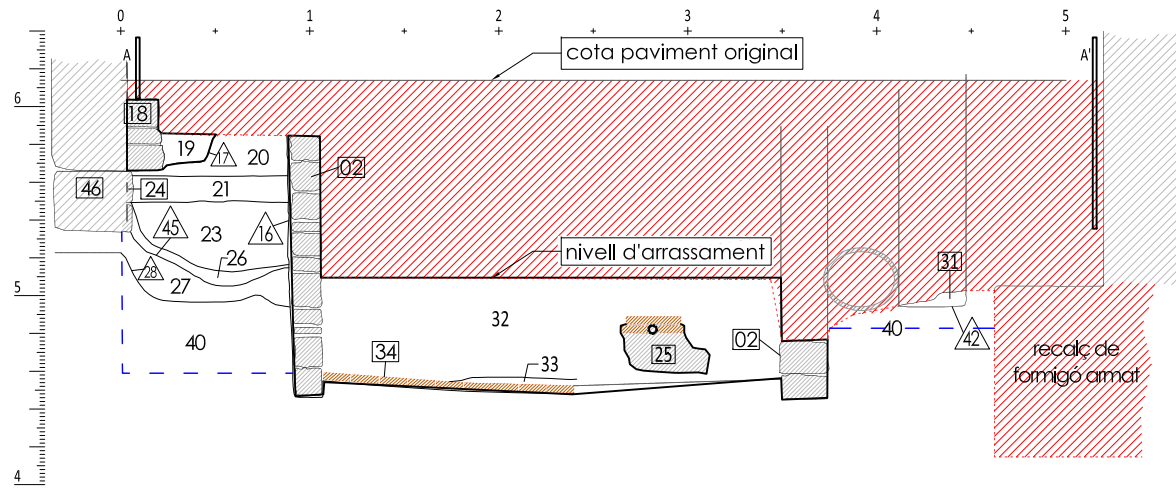 0 1 2 3 4 5
A A'
cota paviment original
6
18
19 17 20 02
46 24 21
45 23 16
nivell d'arrassament
28 26
27
31
5
32
40
42
40
02
25
34
33
recalç de
formigó armat
4